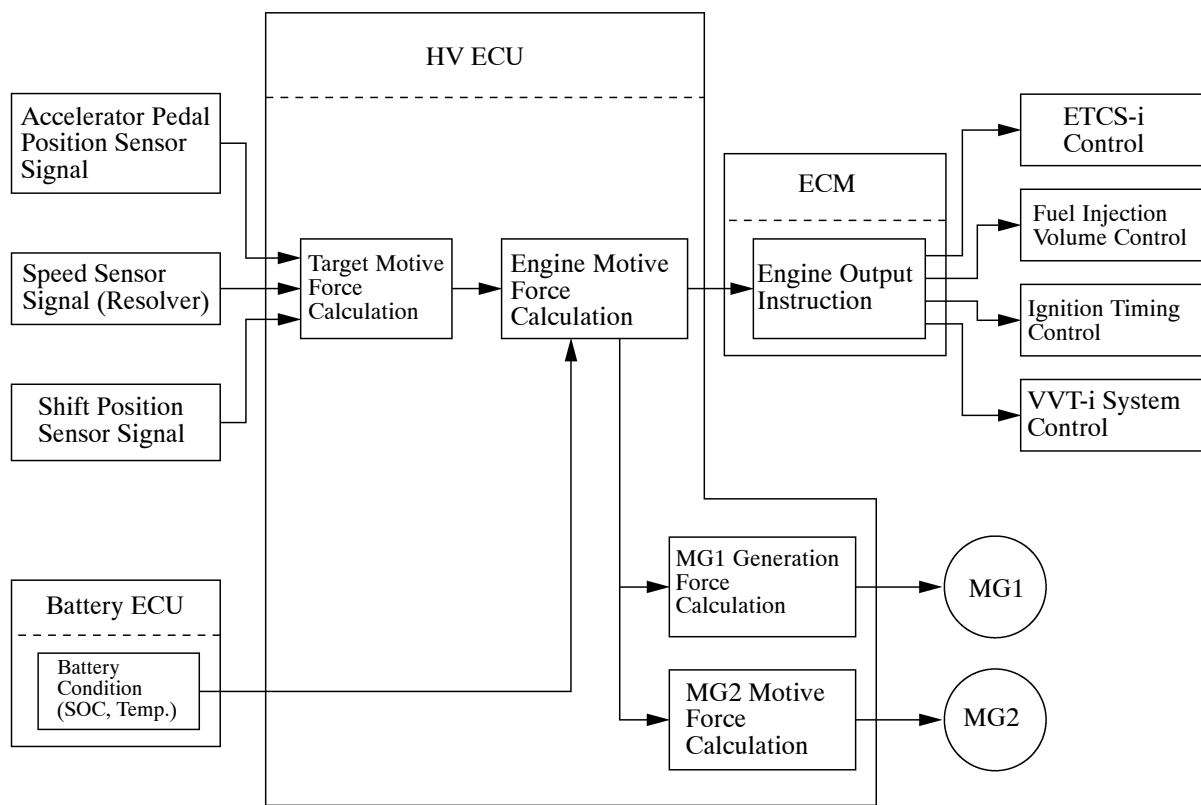 HV ECU
Accelerator Pedal
Position Sensor
Signal
Speed Sensor
Signal (Resolver)
Shift Position
Sensor Signal
Target Motive
Force
Calculation
Engine Motive
Force
Calculation
ECM
Engine Output
Instruction
ETCS-i
Control
Fuel Injection
Volume Control
Ignition Timing
Control
VVT-i System
Control
Battery ECU
Battery
Condition
(SOC, Temp.)
MG1 Generation
Force
Calculation
MG1
MG2 Motive
Force
Calculation
MG2